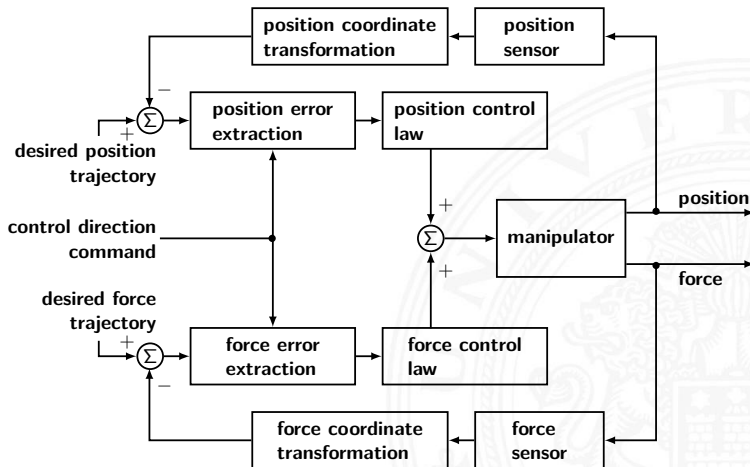 position coordinate
transformation
position
sensor
−
Σ
+
position error
extraction
position control
law
desired position
trajectory
+
position
control direction
command
Σ
manipulator
+
force
desired force
trajectory
+
Σ
−
force error
extraction
force control
law
force coordinate
transformation
force
sensor
UNIVER